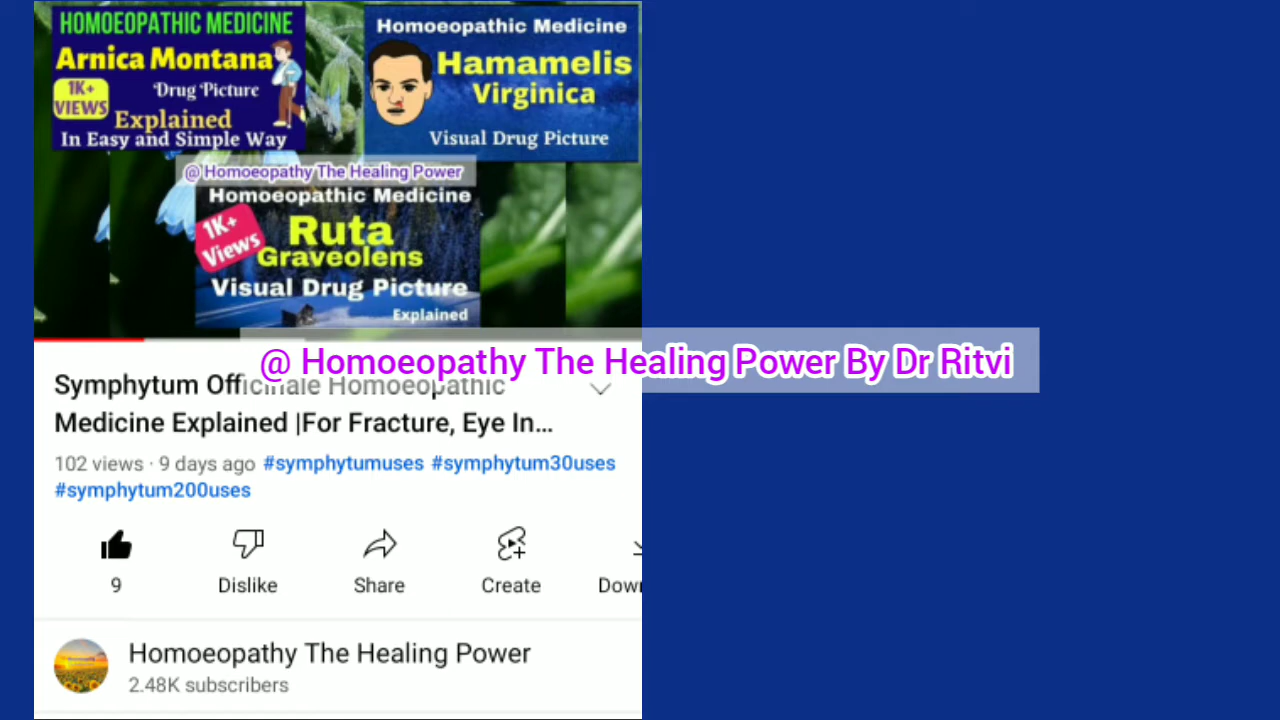 HOMOEOPATHIC MEDICINE
Arnica Montana
1K+
VIEWS
Drug Picture
Explained
In Easy and Simple Way
Homoeopathic Medicine
Hamamelis
Virginica
Visual Drug Picture
@ Homoeopathy The Healing Power
Homoeopathic Medicine
1K+
Views
Ruta
Graveolens
Visual Drug Picture
Explained
@ Homoeopathy The Healing Power By Dr Ritvi
Symphytum Officinale Homoeopathic
Medicine Explained |For Fracture, Eye In...
102 views · 9 days ago #symphytumuses #symphytum30uses
#symphytum200uses
9 Dislike Share Create Down
Homoeopathy The Healing Power
2.48K subscribers